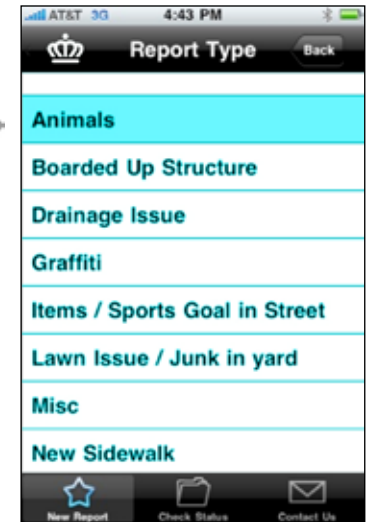 AT&T 3G 4:43 PM
Report Type Back
Animals
Boarded Up Structure
Drainage Issue
Graffiti
Items / Sports Goal in Street
Lawn Issue / Junk in yard
Misc
New Sidewalk
New Report Check Status Contact Us